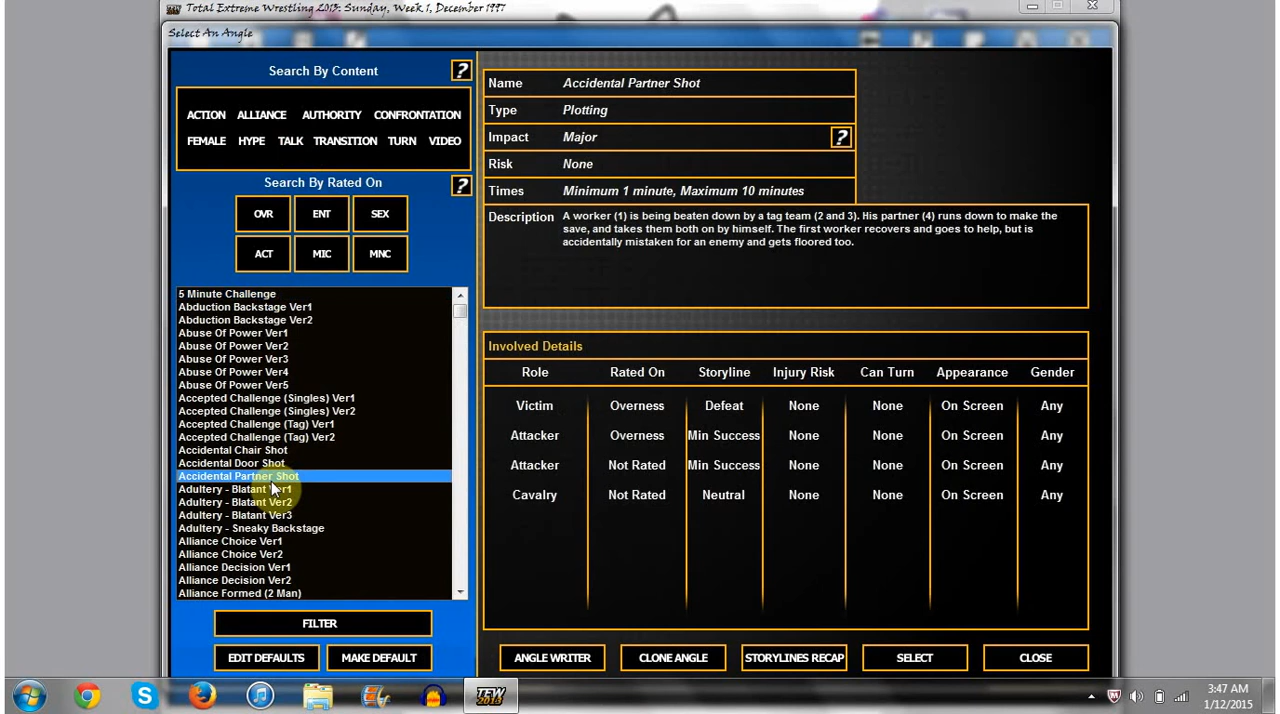 Total Extreme Wrestling 2013: Sunday, Week 1, December 1997
Select An Angle
Search By Content
?
ACTION ALLIANCE AUTHORITY CONFRONTATION
FEMALE HYPE TALK TRANSITION TURN VIDEO
Search By Rated On
?
OVR ENT SEX
ACT MIC MNC
5 Minute Challenge
Abduction Backstage Ver1
Abduction Backstage Ver2
Abuse Of Power Ver1
Abuse Of Power Ver2
Abuse Of Power Ver3
Abuse Of Power Ver4
Abuse Of Power Ver5
Accepted Challenge (Singles) Ver1
Accepted Challenge (Singles) Ver2
Accepted Challenge (Tag) Ver1
Accepted Challenge (Tag) Ver2
Accidental Chair Shot
Accidental Door Shot
Accidental Partner Shot
Adultery - Blatant Ver1
Adultery - Blatant Ver2
Adultery - Blatant Ver3
Adultery - Sneaky Backstage
Alliance Choice Ver1
Alliance Choice Ver2
Alliance Decision Ver1
Alliance Decision Ver2
Alliance Formed (2 Man)
FILTER
EDIT DEFAULTS MAKE DEFAULT
Name Accidental Partner Shot
Type Plotting
Impact Major ?
Risk None
Times Minimum 1 minute, Maximum 10 minutes
Description A worker (1) is being beaten down by a tag team (2 and 3). His partner (4) runs down to make the
save, and takes them both on by himself. The first worker recovers and goes to help, but is
accidentally mistaken for an enemy and gets floored too.
Involved Details
Role Rated On Storyline Injury Risk Can Turn Appearance Gender
Victim Overness Defeat None None On Screen Any
Attacker Overness Min Success None None On Screen Any
Attacker Not Rated Min Success None None On Screen Any
Cavalry Not Rated Neutral None None On Screen Any
ANGLE WRITER CLONE ANGLE STORYLINES RECAP SELECT CLOSE
TEW 2013
3:47 AM
1/12/2015